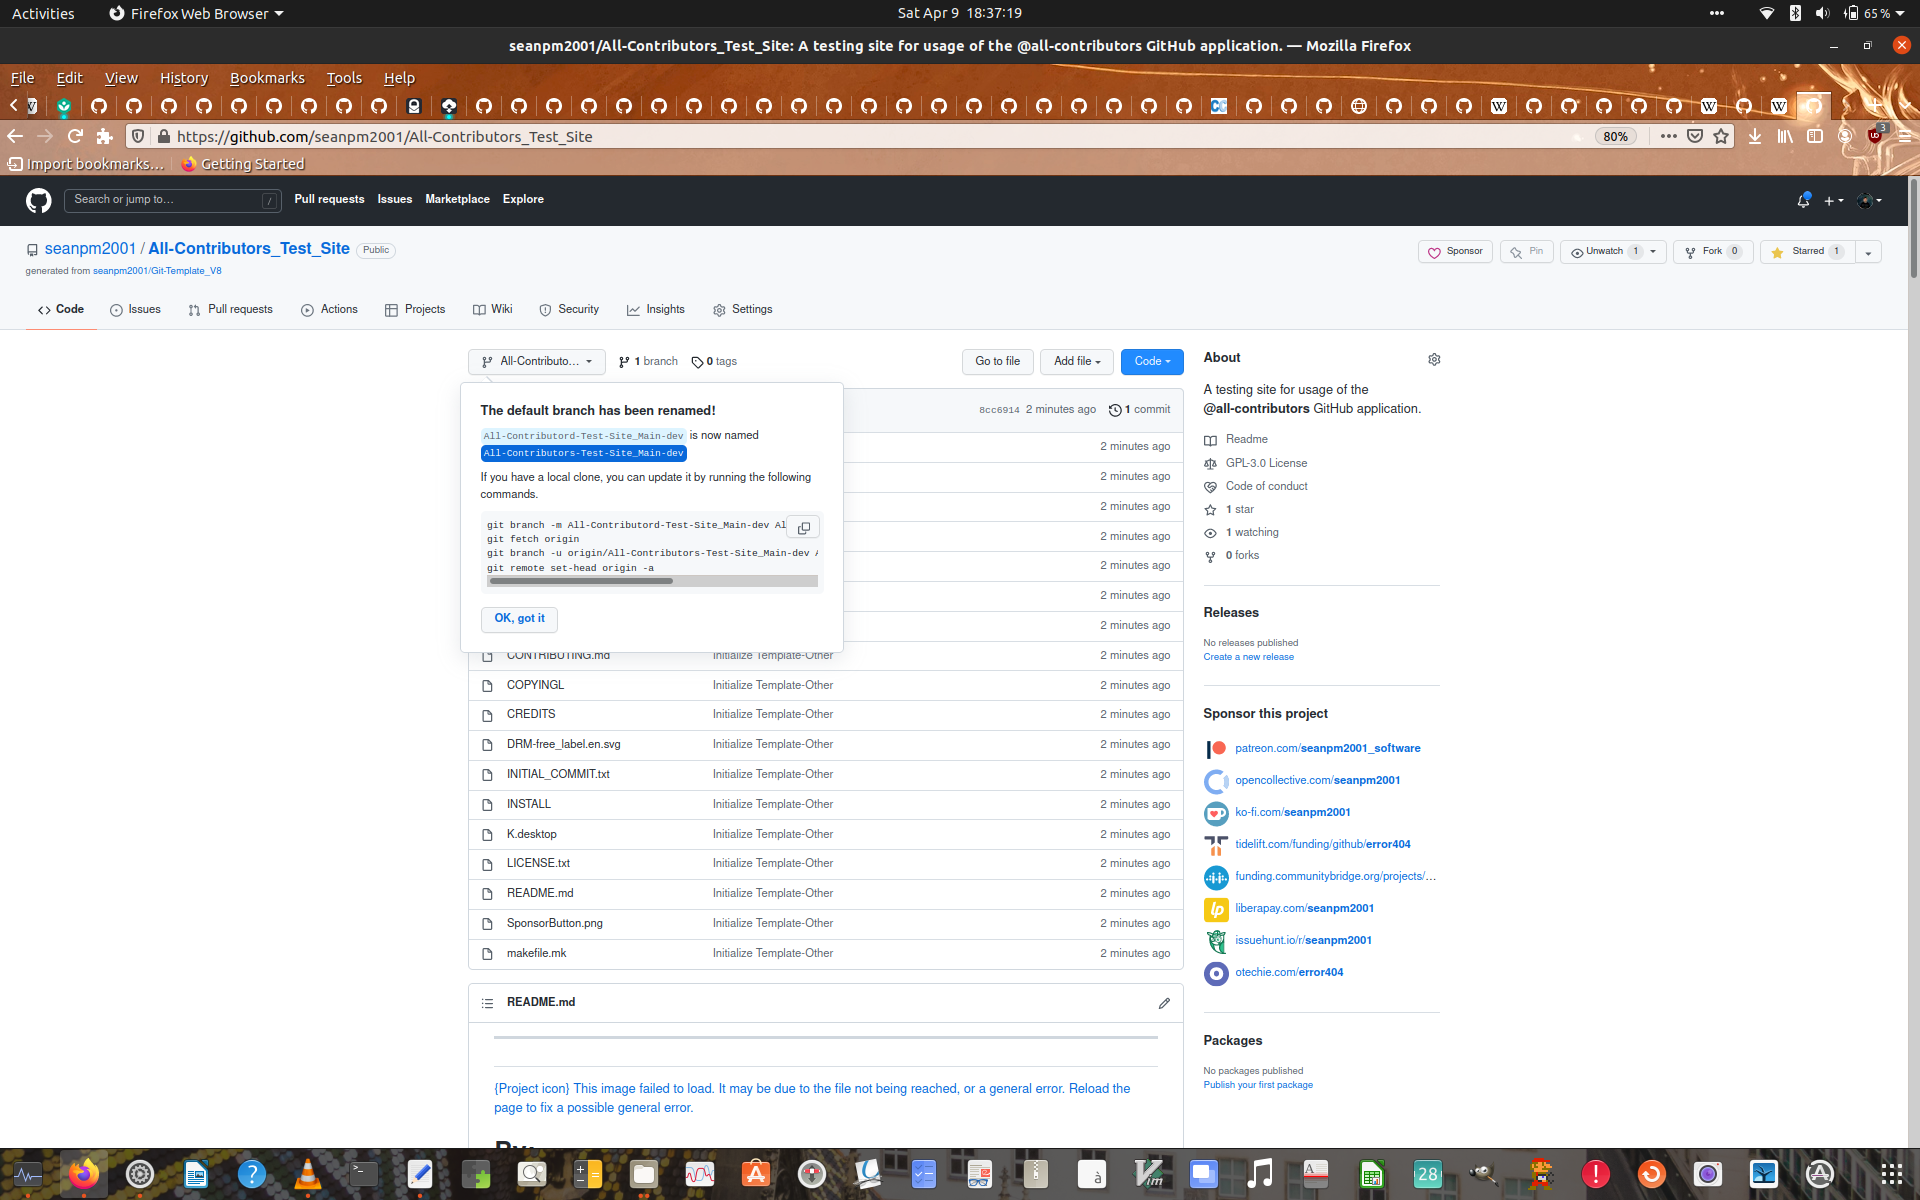 Activities
Firefox Web Browser
Sat Apr 9 18:37:19
65 %
seanpm2001/All-Contributors_Test_Site: A testing site for usage of the @all-contributors GitHub application. — Mozilla Firefox
File Edit View History Bookmarks Tools Help
https://github.com/seanpm2001/All-Contributors_Test_Site
80%
3
Import bookmarks…
Getting Started
Search or jump to…
/
Pull requests
Issues
Marketplace
Explore
seanpm2001 / All-Contributors_Test_Site
Public
generated from seanpm2001/Git-Template_V8
Sponsor
Pin
Unwatch 1
Fork 0
Starred 1
Code
Issues
Pull requests
Actions
Projects
Wiki
Security
Insights
Settings
All-Contributo…
1 branch
0 tags
Go to file
Add file
Code
The default branch has been renamed!
All-Contributord-Test-Site_Main-dev is now named
All-Contributors-Test-Site_Main-dev
If you have a local clone, you can update it by running the following
commands.
git branch -m All-Contributord-Test-Site_Main-dev Al
git fetch origin
git branch -u origin/All-Contributors-Test-Site_Main-dev A
git remote set-head origin -a
OK, got it
8cc6914 2 minutes ago
1 commit
2 minutes ago
2 minutes ago
2 minutes ago
2 minutes ago
2 minutes ago
2 minutes ago
2 minutes ago
CONTRIBUTING.md Initialize Template-Other 2 minutes ago
COPYINGL Initialize Template-Other 2 minutes ago
CREDITS Initialize Template-Other 2 minutes ago
DRM-free_label.en.svg Initialize Template-Other 2 minutes ago
INITIAL_COMMIT.txt Initialize Template-Other 2 minutes ago
INSTALL Initialize Template-Other 2 minutes ago
K.desktop Initialize Template-Other 2 minutes ago
LICENSE.txt Initialize Template-Other 2 minutes ago
README.md Initialize Template-Other 2 minutes ago
SponsorButton.png Initialize Template-Other 2 minutes ago
makefile.mk Initialize Template-Other 2 minutes ago
README.md
{Project icon} This image failed to load. It may be due to the file not being reached, or a general error. Reload the
page to fix a possible general error.
About
A testing site for usage of the
@all-contributors GitHub application.
Readme
GPL-3.0 License
Code of conduct
1 star
1 watching
0 forks
Releases
No releases published
Create a new release
Sponsor this project
patreon.com/seanpm2001_software
opencollective.com/seanpm2001
ko-fi.com/seanpm2001
tidelift.com/funding/github/error404
funding.communitybridge.org/projects/…
liberapay.com/seanpm2001
issuehunt.io/r/seanpm2001
otechie.com/error404
Packages
No packages published
Publish your first package
28